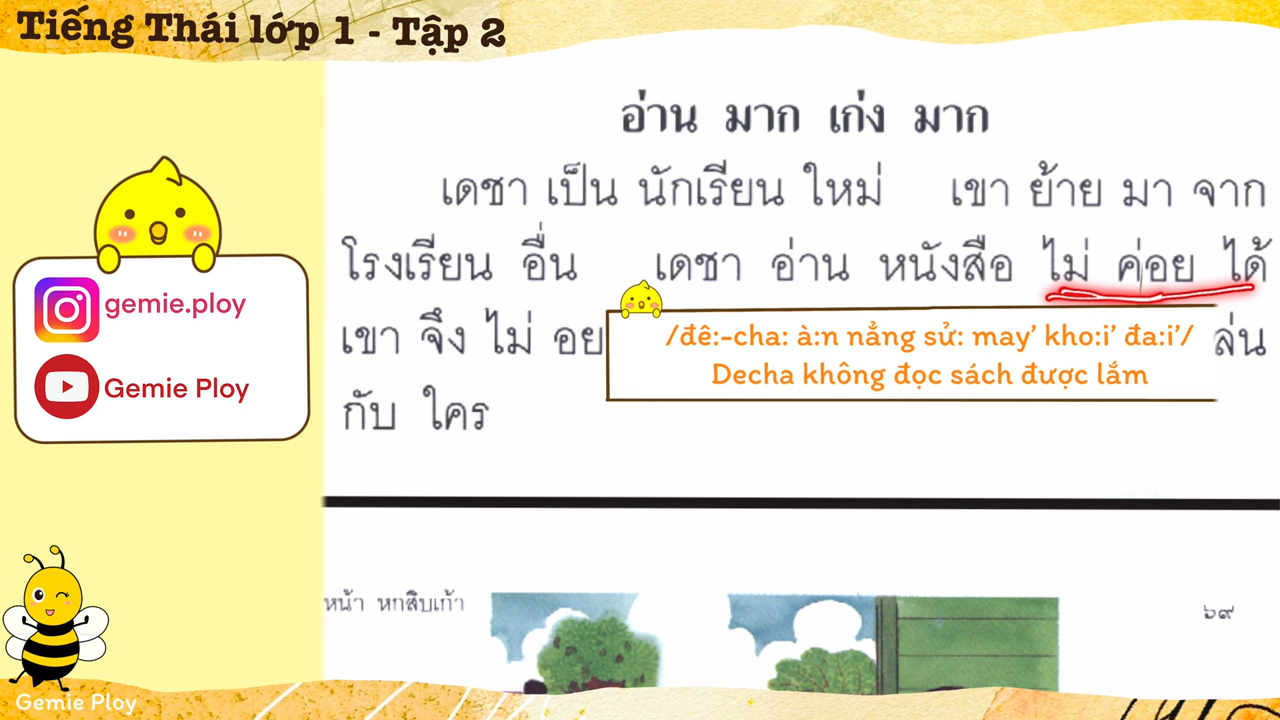 Tiếng Thái lớp 1 - Tập 2
อ่าน มาก เก่ง มาก
เดชา เป็น นักเรียน ใหม่ เขา ย้าย มา จาก
โรงเรียน อื่น เดชา อ่าน หนังสือ ไม่ ค่อย ได้
เขา จึง ไม่ อย
ล่น
กับ ใคร
/đê:-cha: à:n nẳng sử: may’ kho:i’ đa:i’/
Decha không đọc sách được lắm
gemie.ploy
Gemie Ploy
หน้า หกสิบเก้า
๖๙
Gemie Ploy